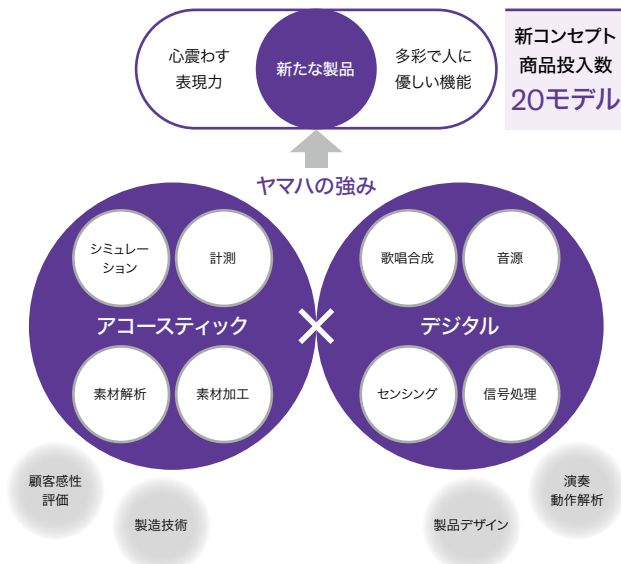 心震わす
表現力
新たな製品
多彩で人に
優しい機能
新コンセプト
商品投入数
20モデル
ヤマハの強み
シミュレー
ション
計測
歌唱合成
音源
アコースティック
×
デジタル
素材解析
素材加工
センシング
信号処理
顧客感性
評価
製造技術
製品デザイン
演奏
動作解析